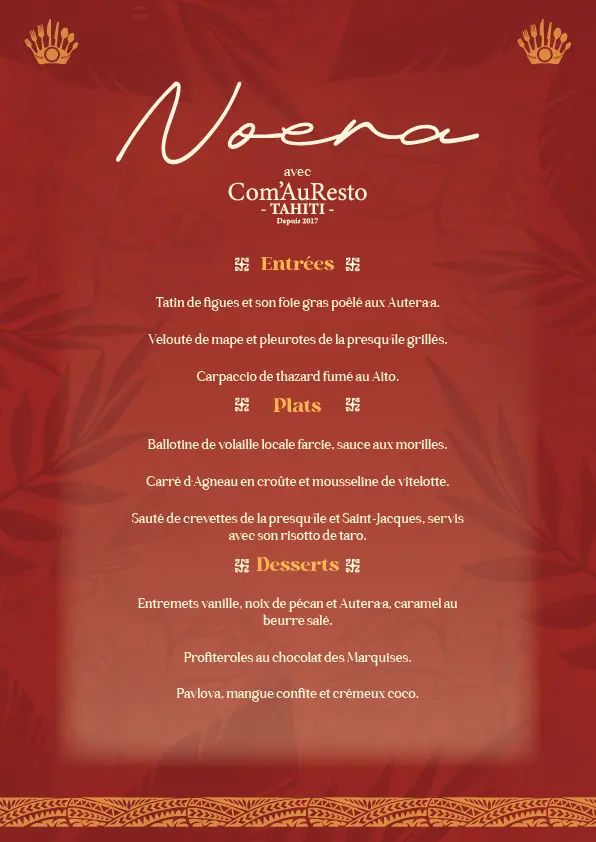 Noera
avec
Com'AuResto
- TAHITI -
Depuis 2017
Entrées
Tatin de figues et son foie gras poêlé aux Autera'a.
Velouté de mape et pleurotes de la presqu'île grillés.
Carpaccio de thazard fumé au Aito.
Plats
Ballotine de volaille locale farcie, sauce aux morilles.
Carré d'Agneau en croûte et mousseline de vitelotte.
Sauté de crevettes de la presqu'île et Saint-Jacques, servis
avec son risotto de taro.
Desserts
Entremets vanille, noix de pécan et Autera'a, caramel au
beurre salé.
Profiteroles au chocolat des Marquises.
Pavlova, mangue confite et crémeux coco.